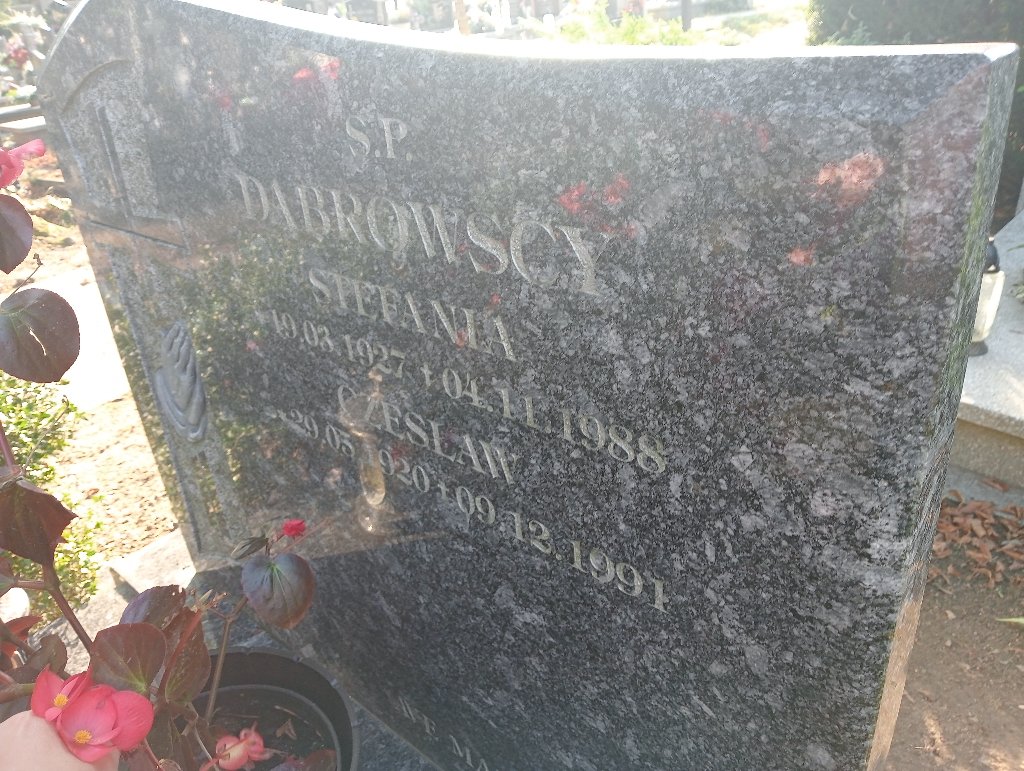 S.P.
DĄBROWSCY
STEFANIA
*19.03.1927 +04.11.1988
CZESŁAW
*29.05.1920 +09.12.1991